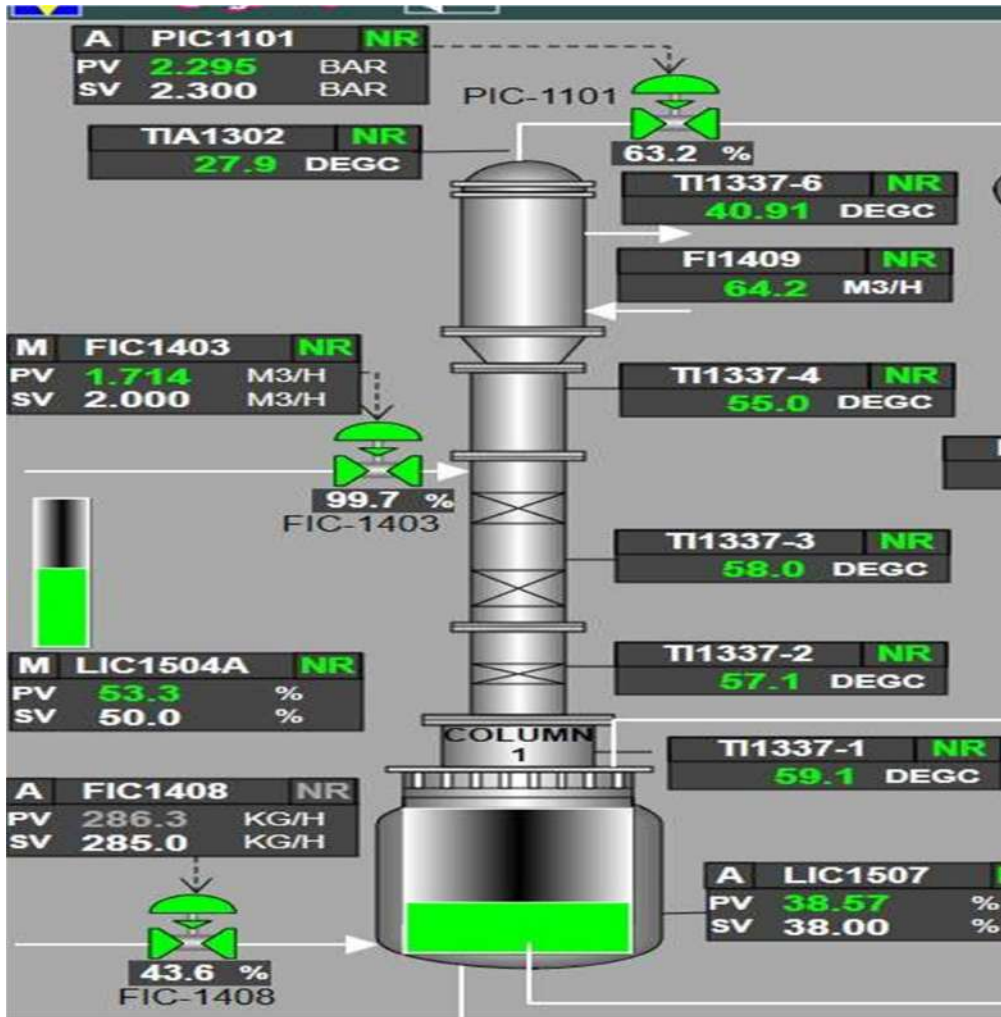 A PIC1101 NR
PV 2.295 BAR
SV 2.300 BAR
PIC-1101
63.2 %
TIA1302 NR
27.9 DEGC
TI1337-6 NR
40.91 DEGC
FI1409 NR
64.2 M3/H
M FIC1403 NR
PV 1.714 M3/H
SV 2.000 M3/H
TI1337-4 NR
55.0 DEGC
99.7 %
FIC-1403
TI1337-3 NR
58.0 DEGC
M LIC1504A NR
PV 53.3 %
SV 50.0 %
TI1337-2 NR
57.1 DEGC
COLUMN
1
TI1337-1 NR
59.1 DEGC
A FIC1408 NR
PV 286.3 KG/H
SV 285.0 KG/H
A LIC1507
PV 38.57 %
SV 38.00 %
43.6 %
FIC-1408